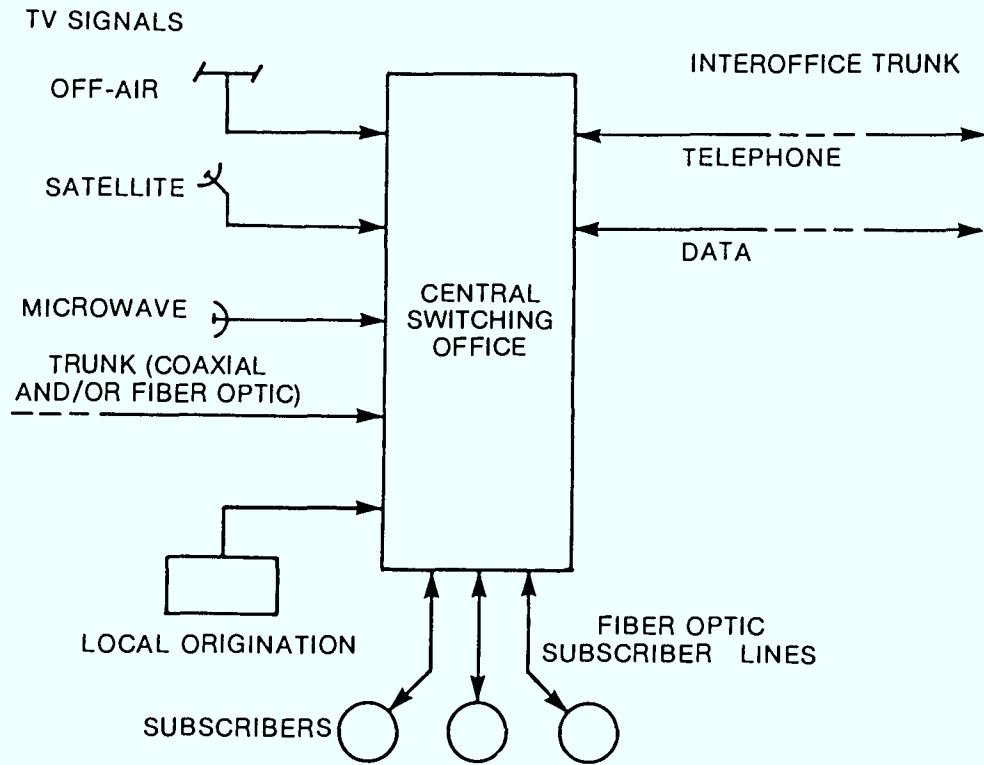 TV SIGNALS
OFF-AIR
SATELLITE
MICROWAVE
TRUNK (COAXIAL
AND/OR FIBER OPTIC)
LOCAL ORIGINATION
CENTRAL
SWITCHING
OFFICE
INTEROFFICE TRUNK
TELEPHONE
DATA
FIBER OPTIC
SUBSCRIBER LINES
SUBSCRIBERS